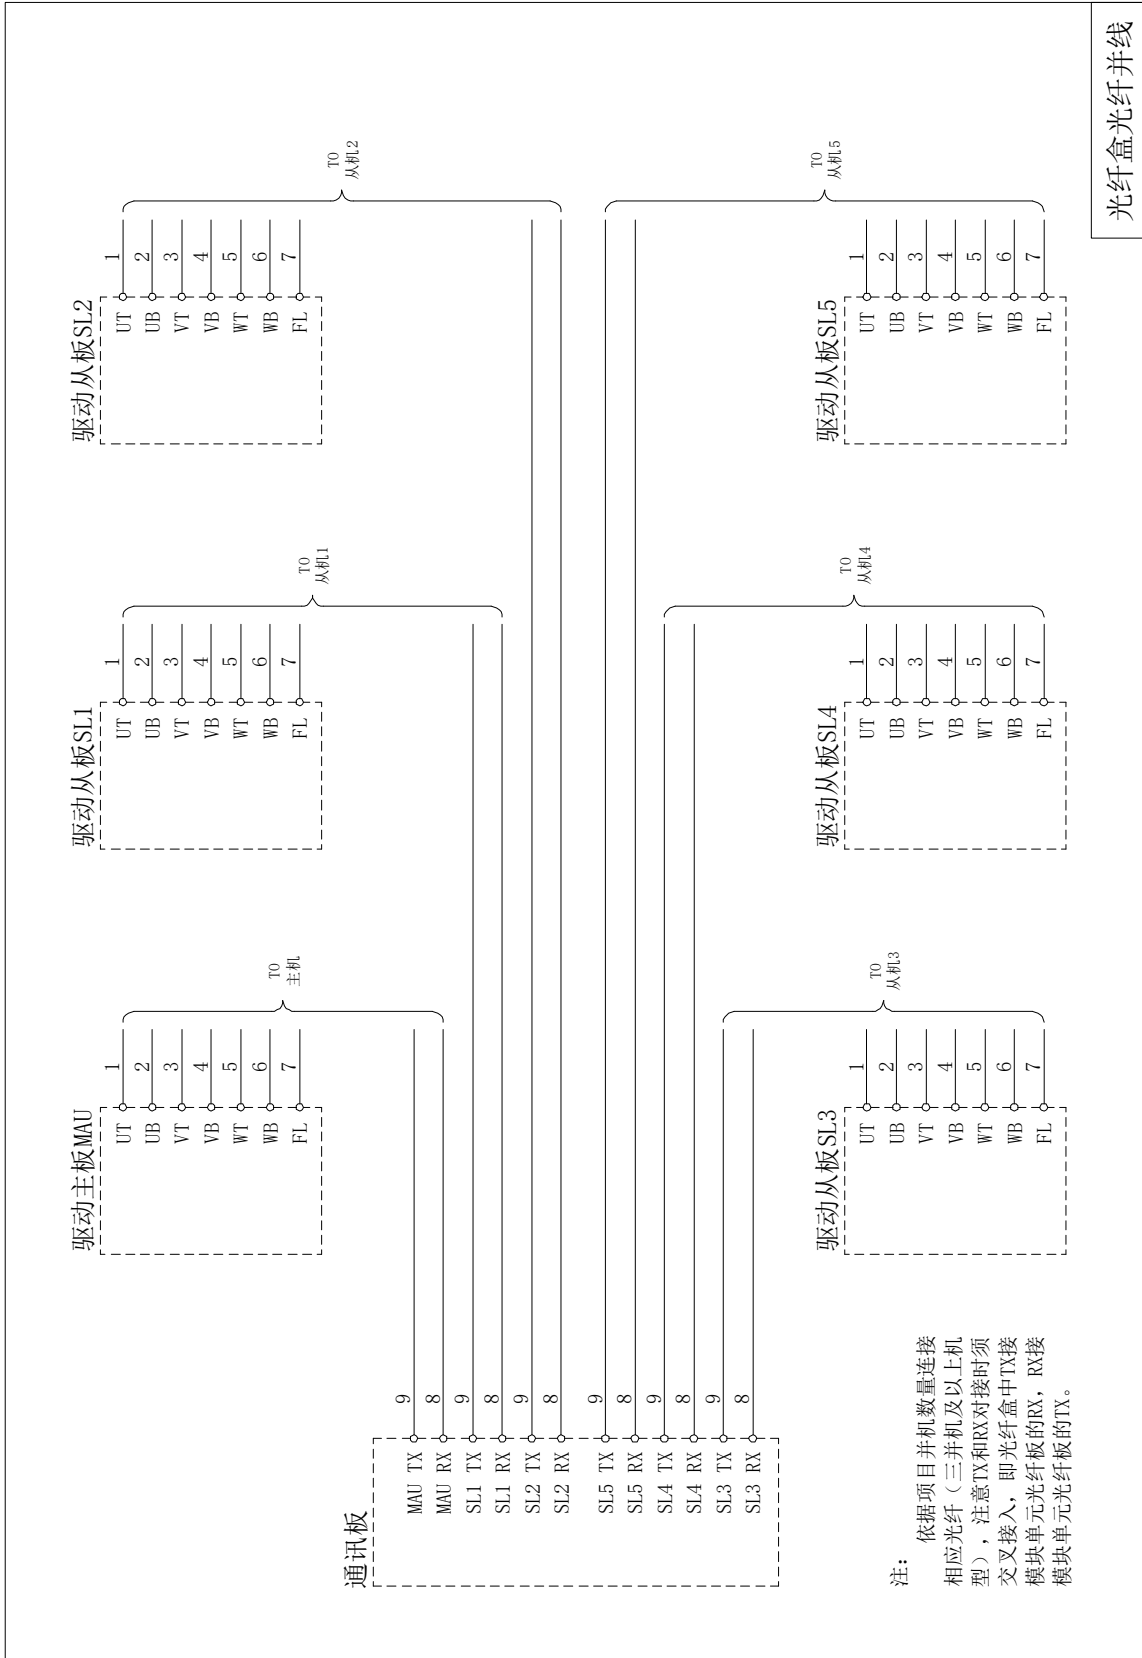 光纤盒光纤并线
驱动主板MAU
UT 1
UB 2
VT 3
VB 4
WT 5
WB 6
FL 7
TO
主机
驱动从板SL1
UT 1
UB 2
VT 3
VB 4
WT 5
WB 6
FL 7
TO
从机1
驱动从板SL2
UT 1
UB 2
VT 3
VB 4
WT 5
WB 6
FL 7
TO
从机2
通讯板
MAU TX 9
MAU RX 8
SL1 TX 9
SL1 RX 8
SL2 TX 9
SL2 RX 8
SL5 TX 9
SL5 RX 8
SL4 TX 9
SL4 RX 8
SL3 TX 9
SL3 RX 8
驱动从板SL3
UT 1
UB 2
VT 3
VB 4
WT 5
WB 6
FL 7
TO
从机3
驱动从板SL4
UT 1
UB 2
VT 3
VB 4
WT 5
WB 6
FL 7
TO
从机4
驱动从板SL5
UT 1
UB 2
VT 3
VB 4
WT 5
WB 6
FL 7
TO
从机5
注：
依据项目并机数量连接
相应光纤（三并机及以上机
型），注意TX和RX对接时须
交叉接入，即光纤盒中TX接
模块单元光纤板的RX，RX接
模块单元光纤板的TX。